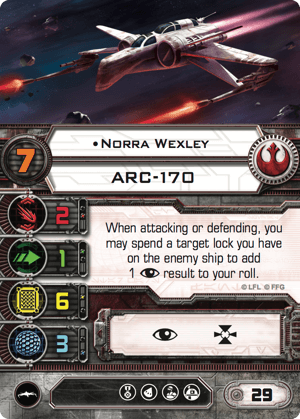 •Norra Wexley
7
ARC-170
2
1
6
3
When attacking or defending, you
may spend a target lock you have
on the enemy ship to add
1 result to your roll.
© LFL © FFG
29